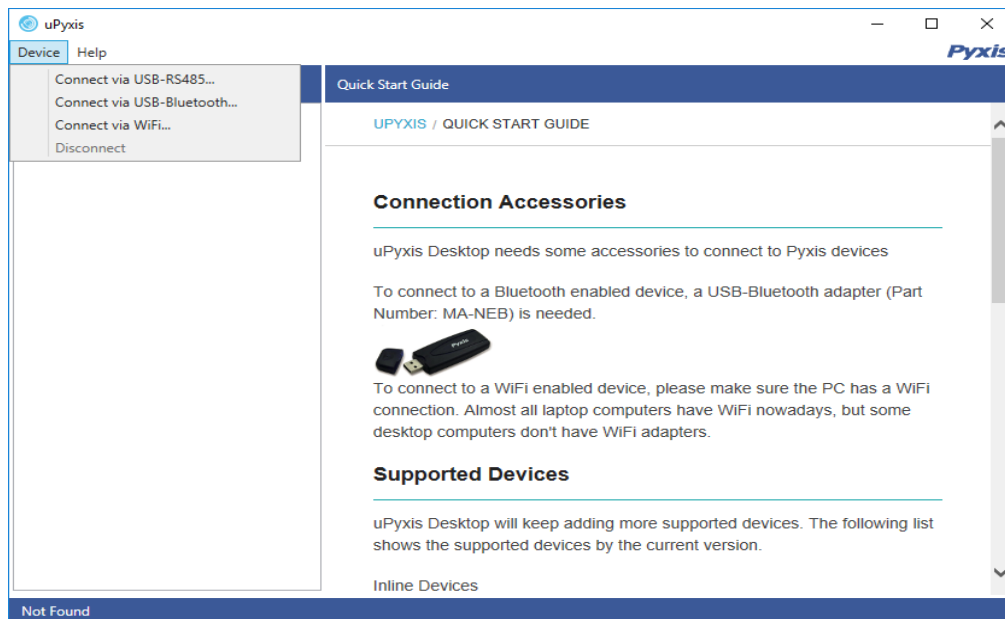 uPyxis
Device Help
Pyxis
Connect via USB-RS485...
Connect via USB-Bluetooth...
Connect via WiFi...
Disconnect
Quick Start Guide
UPYXIS / QUICK START GUIDE
Connection Accessories
uPyxis Desktop needs some accessories to connect to Pyxis devices
To connect to a Bluetooth enabled device, a USB-Bluetooth adapter (Part
Number: MA-NEB) is needed.
Pyxis
To connect to a WiFi enabled device, please make sure the PC has a WiFi
connection. Almost all laptop computers have WiFi nowadays, but some
desktop computers don't have WiFi adapters.
Supported Devices
uPyxis Desktop will keep adding more supported devices. The following list
shows the supported devices by the current version.
Inline Devices
Not Found